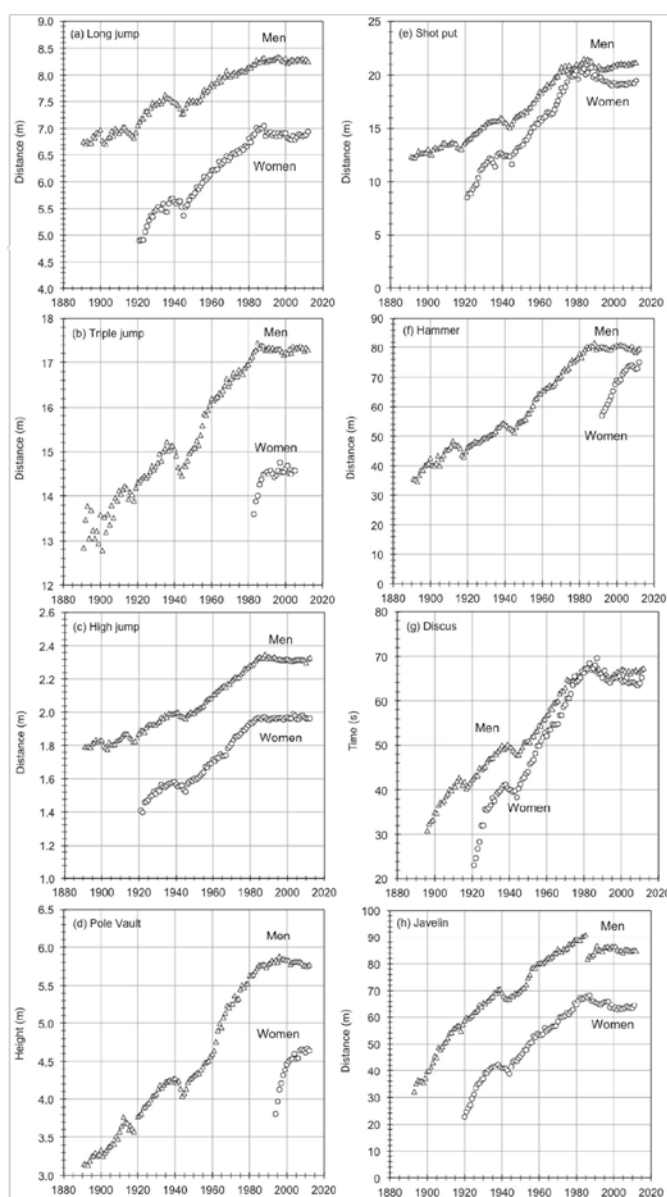 (a) Long jump
Men
Women
Distance (m)
9.0
8.5
8.0
7.5
7.0
6.5
6.0
5.5
5.0
4.5
4.0
1880 1900 1920 1940 1960 1980 2000 2020
(e) Shot put
Men
Women
Distance (m)
25
20
15
10
5
0
1880 1900 1920 1940 1960 1980 2000 2020
(b) Triple jump
Men
Women
Distance (m)
18
17
16
15
14
13
12
1880 1900 1920 1940 1960 1980 2000 2020
(f) Hammer
Men
Women
Distance (m)
90
80
70
60
50
40
30
20
10
0
1880 1900 1920 1940 1960 1980 2000 2020
(c) High jump
Men
Women
Distance (m)
2.6
2.4
2.2
2.0
1.8
1.6
1.4
1.2
1.0
1880 1900 1920 1940 1960 1980 2000 2020
(g) Discus
Men
Women
Time (s)
80
70
60
50
40
30
20
1880 1900 1920 1940 1960 1980 2000 2020
(d) Pole Vault
Men
Women
Height (m)
6.5
6.0
5.5
5.0
4.5
4.0
3.5
3.0
1880 1900 1920 1940 1960 1980 2000 2020
(h) Javelin
Men
Women
Distance (m)
100
90
80
70
60
50
40
30
20
10
0
1880 1900 1920 1940 1960 1980 2000 2020